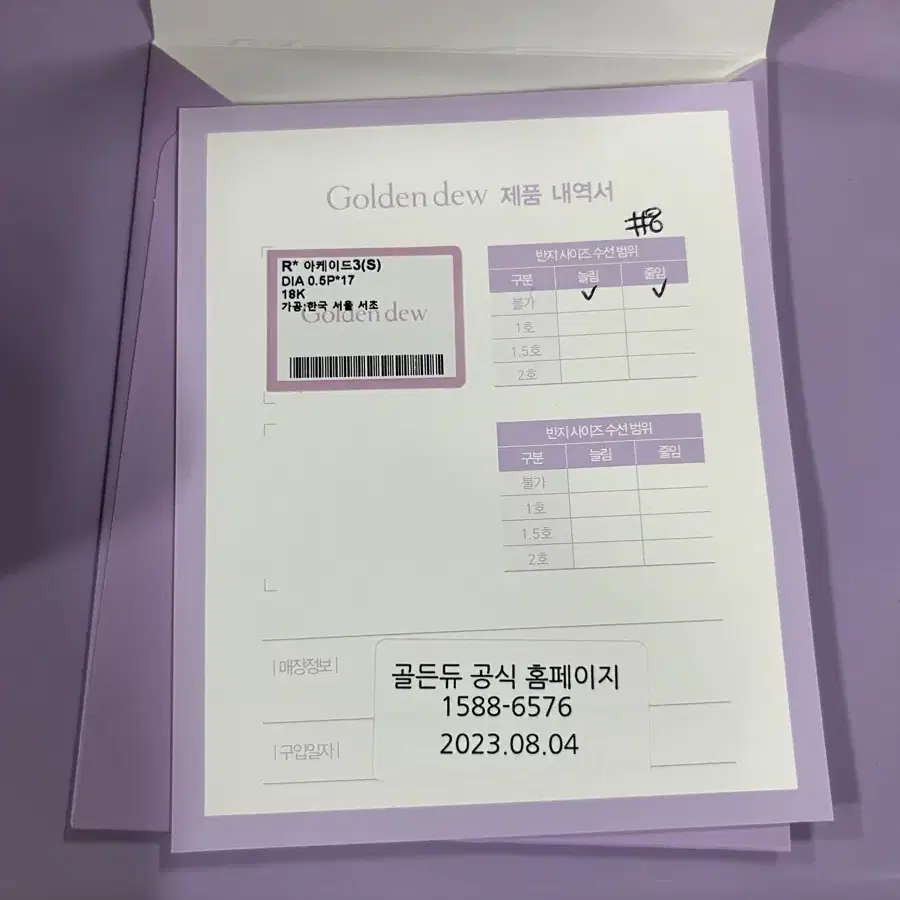 Golden dew 제품 내역서
#8
R* 아케이드3(S)
DIA 0.5P*17
18K
가공:한국 서울 서초
Golden dew
반지 사이즈 수선 범위
구분 늘림 줄임
불가 ✓ ✓
1호
1.5호
2호
반지 사이즈 수선 범위
구분 늘림 줄임
불가
1호
1.5호
2호
|매장정보|
골든듀 공식 홈페이지
1588-6576
|구입일자|
2023.08.04